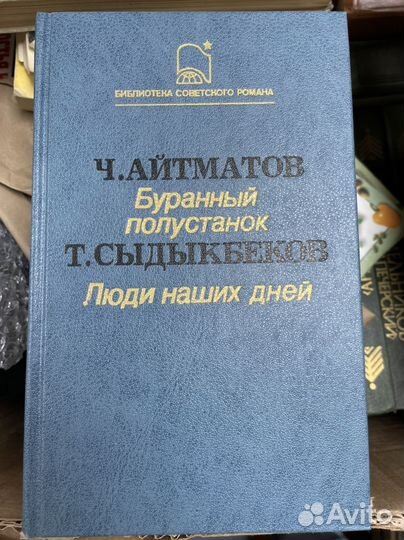 БИБЛИОТЕКА СОВЕТСКОГО РОМАНА
Ч.АЙТМАТОВ
Буранный
полустанок
Т.СЫДЫКБЕКОВ
Люди наших дней
Avito